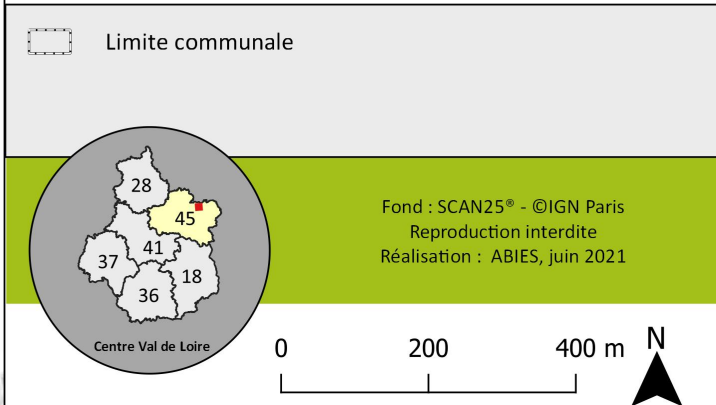 Limite communale
28
45
41
37
18
36
Centre Val de Loire
Fond : SCAN25® - ©IGN Paris
Reproduction interdite
Réalisation : ABIES, juin 2021
0 200 400 m
N